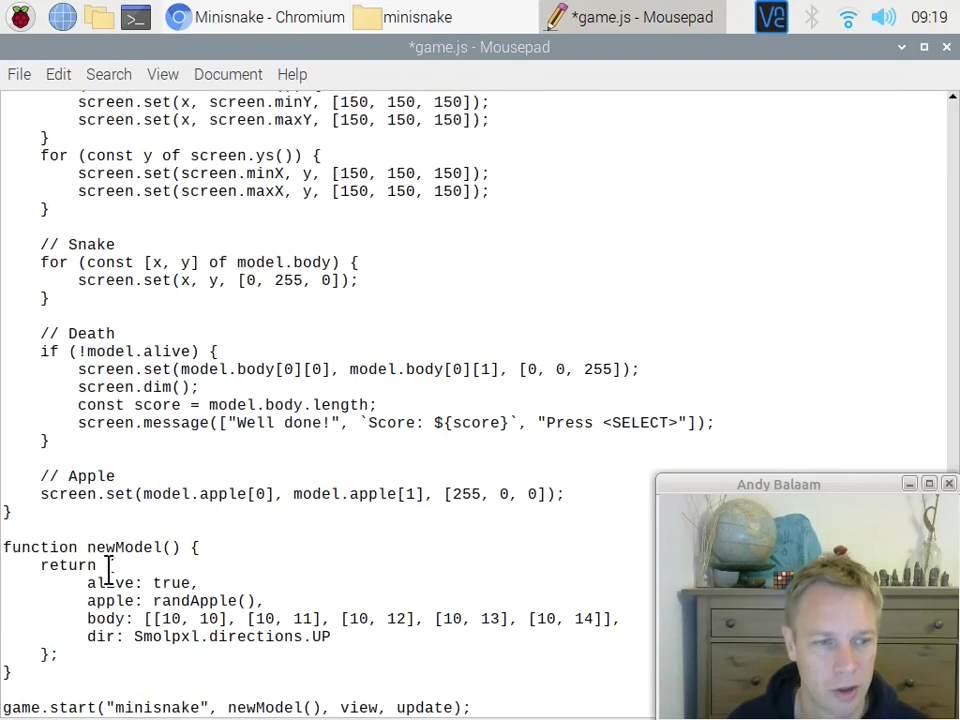 Minisnake - Chromium
minisnake
*game.js - Mousepad
09:19
*game.js - Mousepad
File Edit Search View Document Help
screen.set(x, screen.minY, [150, 150, 150]);
screen.set(x, screen.maxY, [150, 150, 150]);
}
for (const y of screen.ys()) {
screen.set(screen.minX, y, [150, 150, 150]);
screen.set(screen.maxX, y, [150, 150, 150]);
}
// Snake
for (const [x, y] of model.body) {
screen.set(x, y, [0, 255, 0]);
}
// Death
if (!model.alive) {
screen.set(model.body[0][0], model.body[0][1], [0, 0, 255]);
screen.dim();
const score = model.body.length;
screen.message(["Well done!", `Score: ${score}`, "Press <SELECT>"]);
}
// Apple
screen.set(model.apple[0], model.apple[1], [255, 0, 0]);
}
function newModel() {
return
alive: true,
apple: randApple(),
body: [[10, 10], [10, 11], [10, 12], [10, 13], [10, 14]],
dir: Smolpxl.directions.UP
};
}
game.start("minisnake", newModel(), view, update);
Andy Balaam